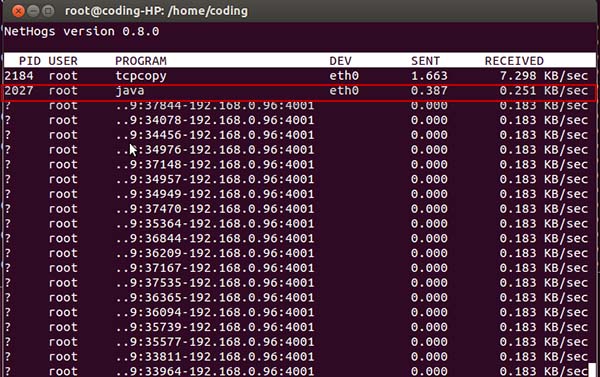 root@coding-HP: /home/coding
NetHogs version 0.8.0
PID USER PROGRAM DEV SENT RECEIVED
2184 root tcpcopy eth0 1.663 7.298 KB/sec
2027 root java eth0 0.387 0.251 KB/sec
? root ..9:37844-192.168.0.96:4001 0.000 0.183 KB/sec
? root ..9:34078-192.168.0.96:4001 0.000 0.183 KB/sec
? root ..9:34456-192.168.0.96:4001 0.000 0.183 KB/sec
? root ..9:34976-192.168.0.96:4001 0.000 0.183 KB/sec
? root ..9:37148-192.168.0.96:4001 0.000 0.183 KB/sec
? root ..9:34957-192.168.0.96:4001 0.000 0.183 KB/sec
? root ..9:34949-192.168.0.96:4001 0.000 0.183 KB/sec
? root ..9:37470-192.168.0.96:4001 0.000 0.183 KB/sec
? root ..9:35364-192.168.0.96:4001 0.000 0.183 KB/sec
? root ..9:36844-192.168.0.96:4001 0.000 0.183 KB/sec
? root ..9:36209-192.168.0.96:4001 0.000 0.183 KB/sec
? root ..9:37167-192.168.0.96:4001 0.000 0.183 KB/sec
? root ..9:37535-192.168.0.96:4001 0.000 0.183 KB/sec
? root ..9:36365-192.168.0.96:4001 0.000 0.183 KB/sec
? root ..9:36094-192.168.0.96:4001 0.000 0.183 KB/sec
? root ..9:35739-192.168.0.96:4001 0.000 0.183 KB/sec
? root ..9:35577-192.168.0.96:4001 0.000 0.183 KB/sec
? root ..9:33811-192.168.0.96:4001 0.000 0.183 KB/sec
? root ..9:33964-192.168.0.96:4001 0.000 0.183 KB/sec